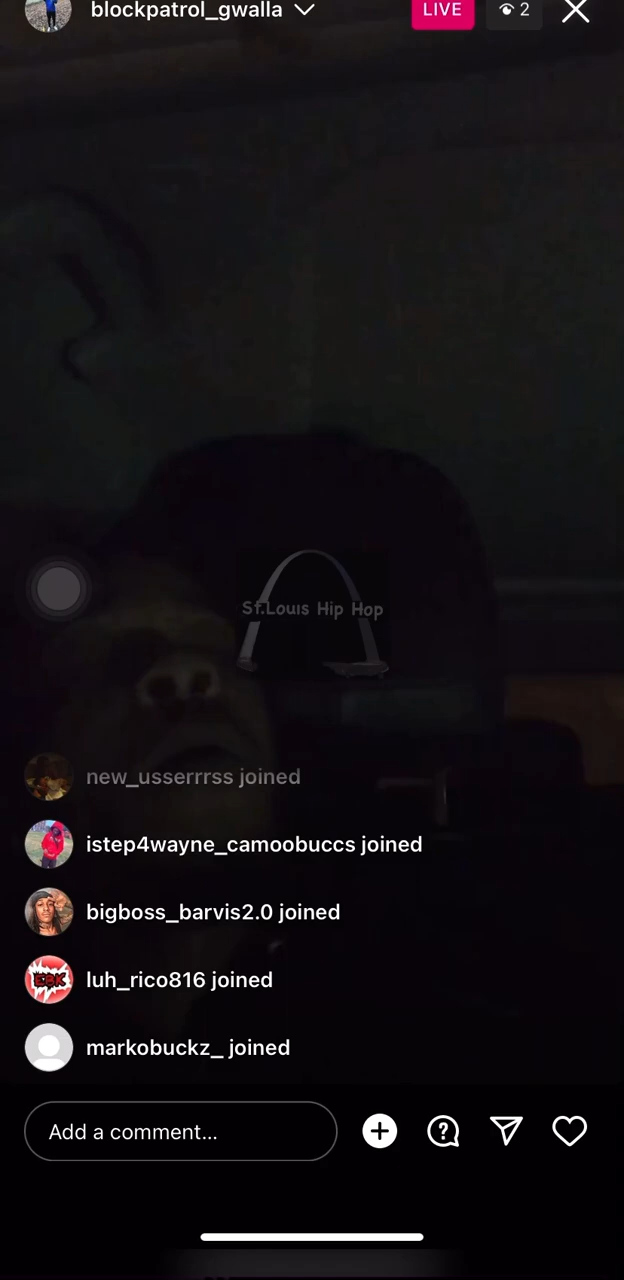 blockpatrol_gwalla
LIVE
2
St.Louis Hip Hop
new_usserrrss joined
istep4wayne_camoobuccs joined
bigboss_barvis2.0 joined
EBK
luh_rico816 joined
markobuckz_ joined
Add a comment...